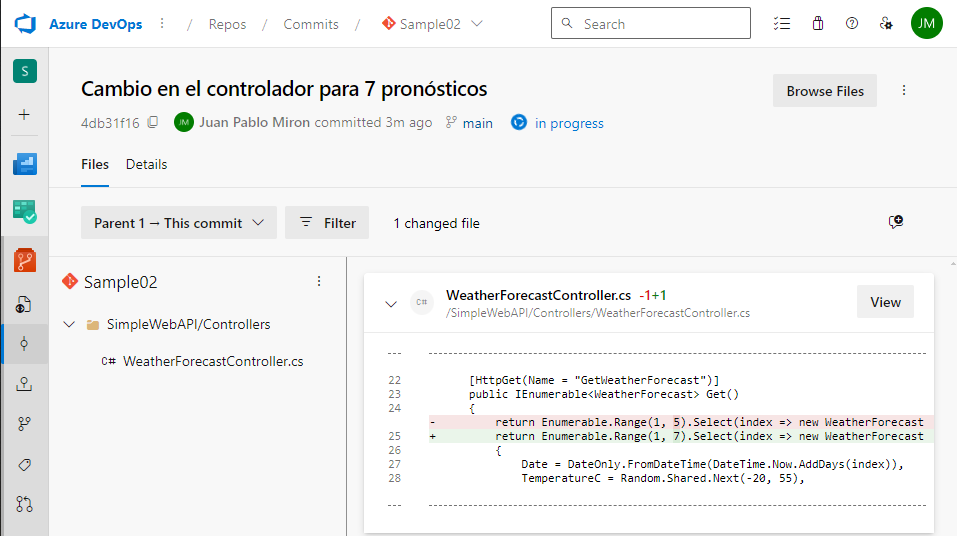 Azure DevOps / Repos / Commits / Sample02 Search JM
S
Cambio en el controlador para 7 pronósticos
Browse Files
4db31f16 JM Juan Pablo Miron committed 3m ago main in progress
Files Details
Parent 1 → This commit Filter 1 changed file
Sample02
SimpleWebAPI/Controllers
C# WeatherForecastController.cs
C# WeatherForecastController.cs -1+1
/SimpleWebAPI/Controllers/WeatherForecastController.cs
View
22 [HttpGet(Name = "GetWeatherForecast")]
23 public IEnumerable<WeatherForecast> Get()
24 {
- return Enumerable.Range(1, 5).Select(index => new WeatherForecast
25 + return Enumerable.Range(1, 7).Select(index => new WeatherForecast
26 {
27 Date = DateOnly.FromDateTime(DateTime.Now.AddDays(index)),
28 TemperatureC = Random.Shared.Next(-20, 55),